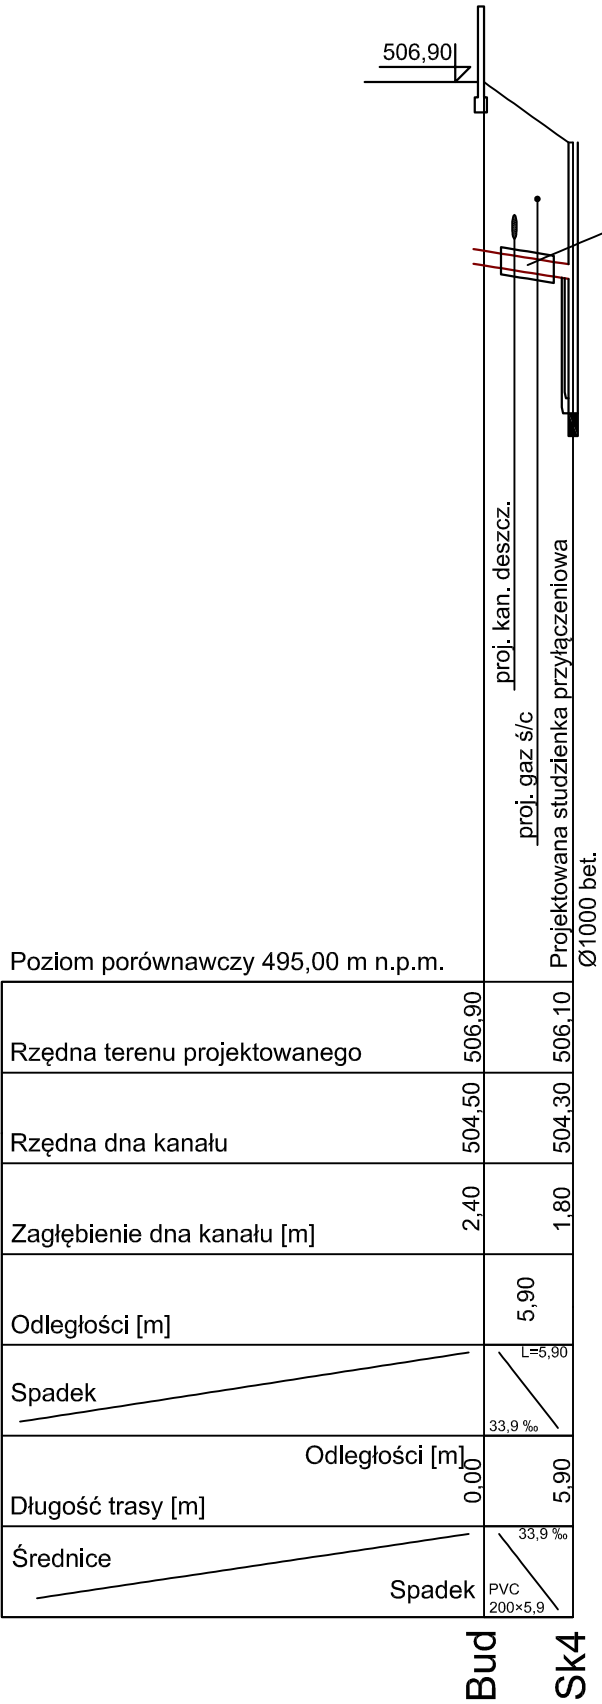 506,90
proj. kan. deszcz.
proj. gaz ś/c
Projektowana studzienka przyłączeniowa
Ø1000 bet.
Poziom porównawczy 495,00 m n.p.m.
Rzędna terenu projektowanego 506,90 506,10
Rzędna dna kanału 504,50 504,30
Zagłębienie dna kanału [m] 2,40 1,80
Odległości [m] 5,90
L=5,90
Spadek
33,9 ‰
Odległości [m]
Długość trasy [m] 0,00 5,90
33,9 ‰
Średnice
Spadek PVC
200×5,9
Bud Sk4